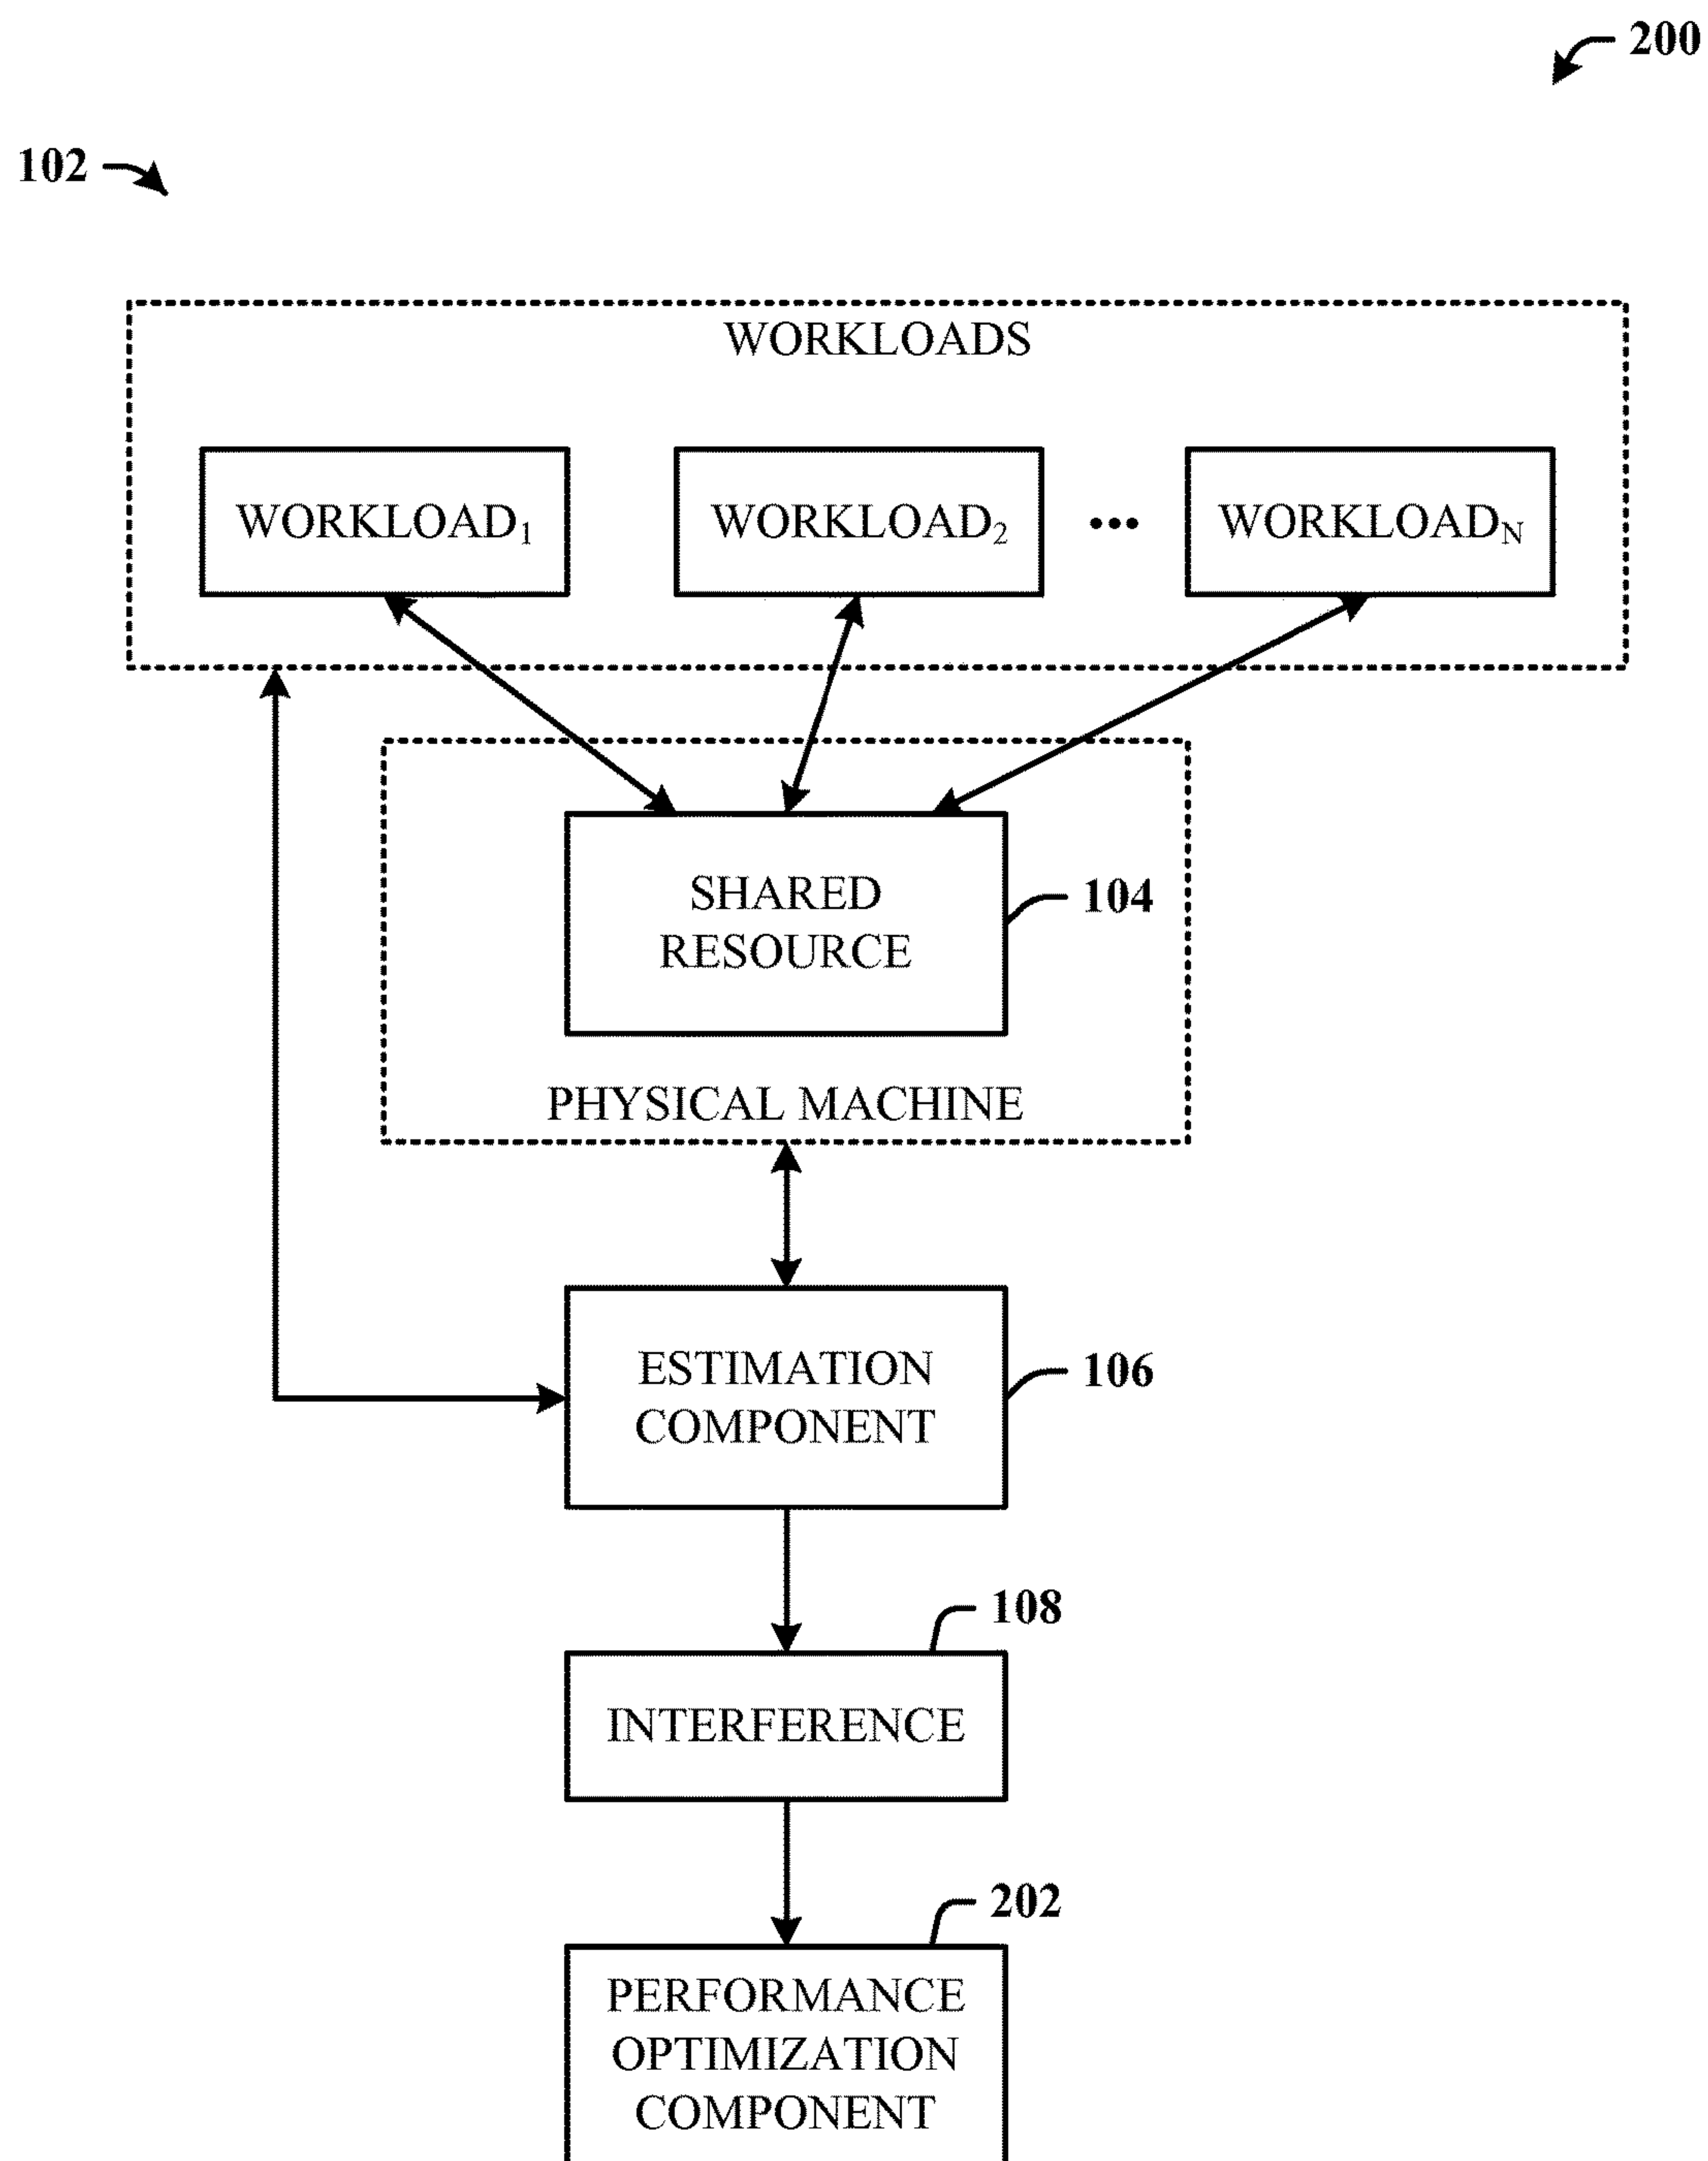 200
102
WORKLOADS
WORKLOAD₁ WORKLOAD₂ ••• WORKLOADN
SHARED
RESOURCE
104
PHYSICAL MACHINE
ESTIMATION
COMPONENT
106
108
INTERFERENCE
202
PERFORMANCE
OPTIMIZATION
COMPONENT